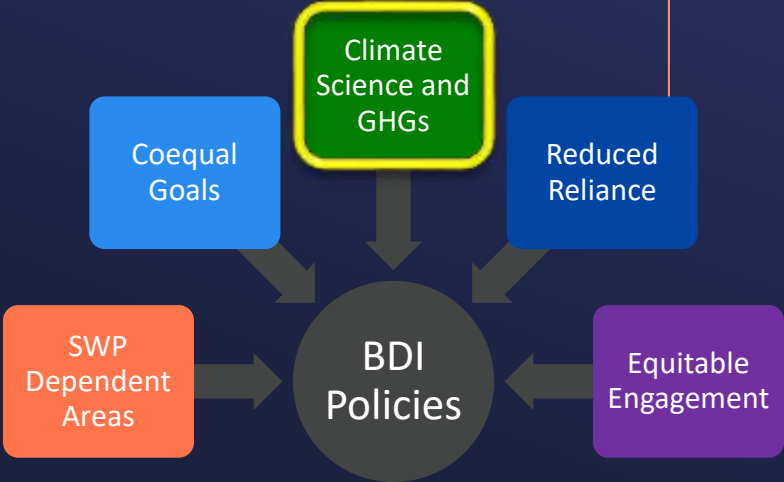 Climate
Science and
GHGs
Coequal
Goals
Reduced
Reliance
SWP
Dependent
Areas
BDI
Policies
Equitable
Engagement